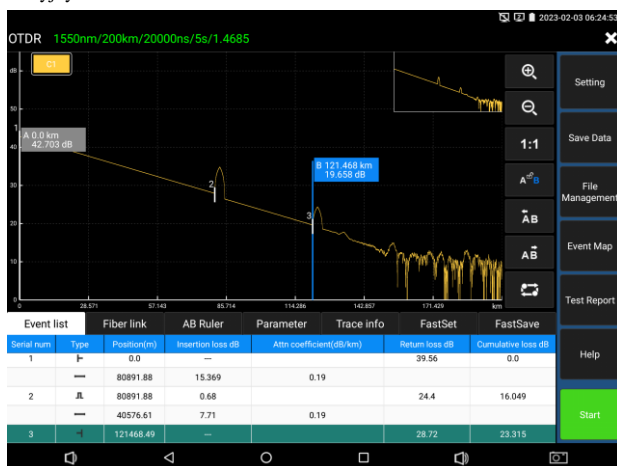 2023-02-03 06:24:53
OTDR 1550nm/200km/20000ns/5s/1.4685
dB
C1
50
40
30
20
10
0
1
A 0.0 km
42.703 dB
2
B 121.468 km
19.658 dB
3
0 28.571 57.143 85.714 114.286 142.857 171.429 km
1:1
A B
AB
AB
Setting
Save Data
File
Management
Event Map
Test Report
Help
Start
Event list Fiber link AB Ruler Parameter Trace info FastSet FastSave
Serial num Type Position(m) Insertion loss dB Attn coefficient(dB/km) Return loss dB Cumulative loss dB
1 0.0 — 39.56 0.0
80891.88 15.369 0.19
2 80891.88 0.68 24.4 16.049
40576.61 7.71 0.19
3 121468.49 — 28.72 23.315